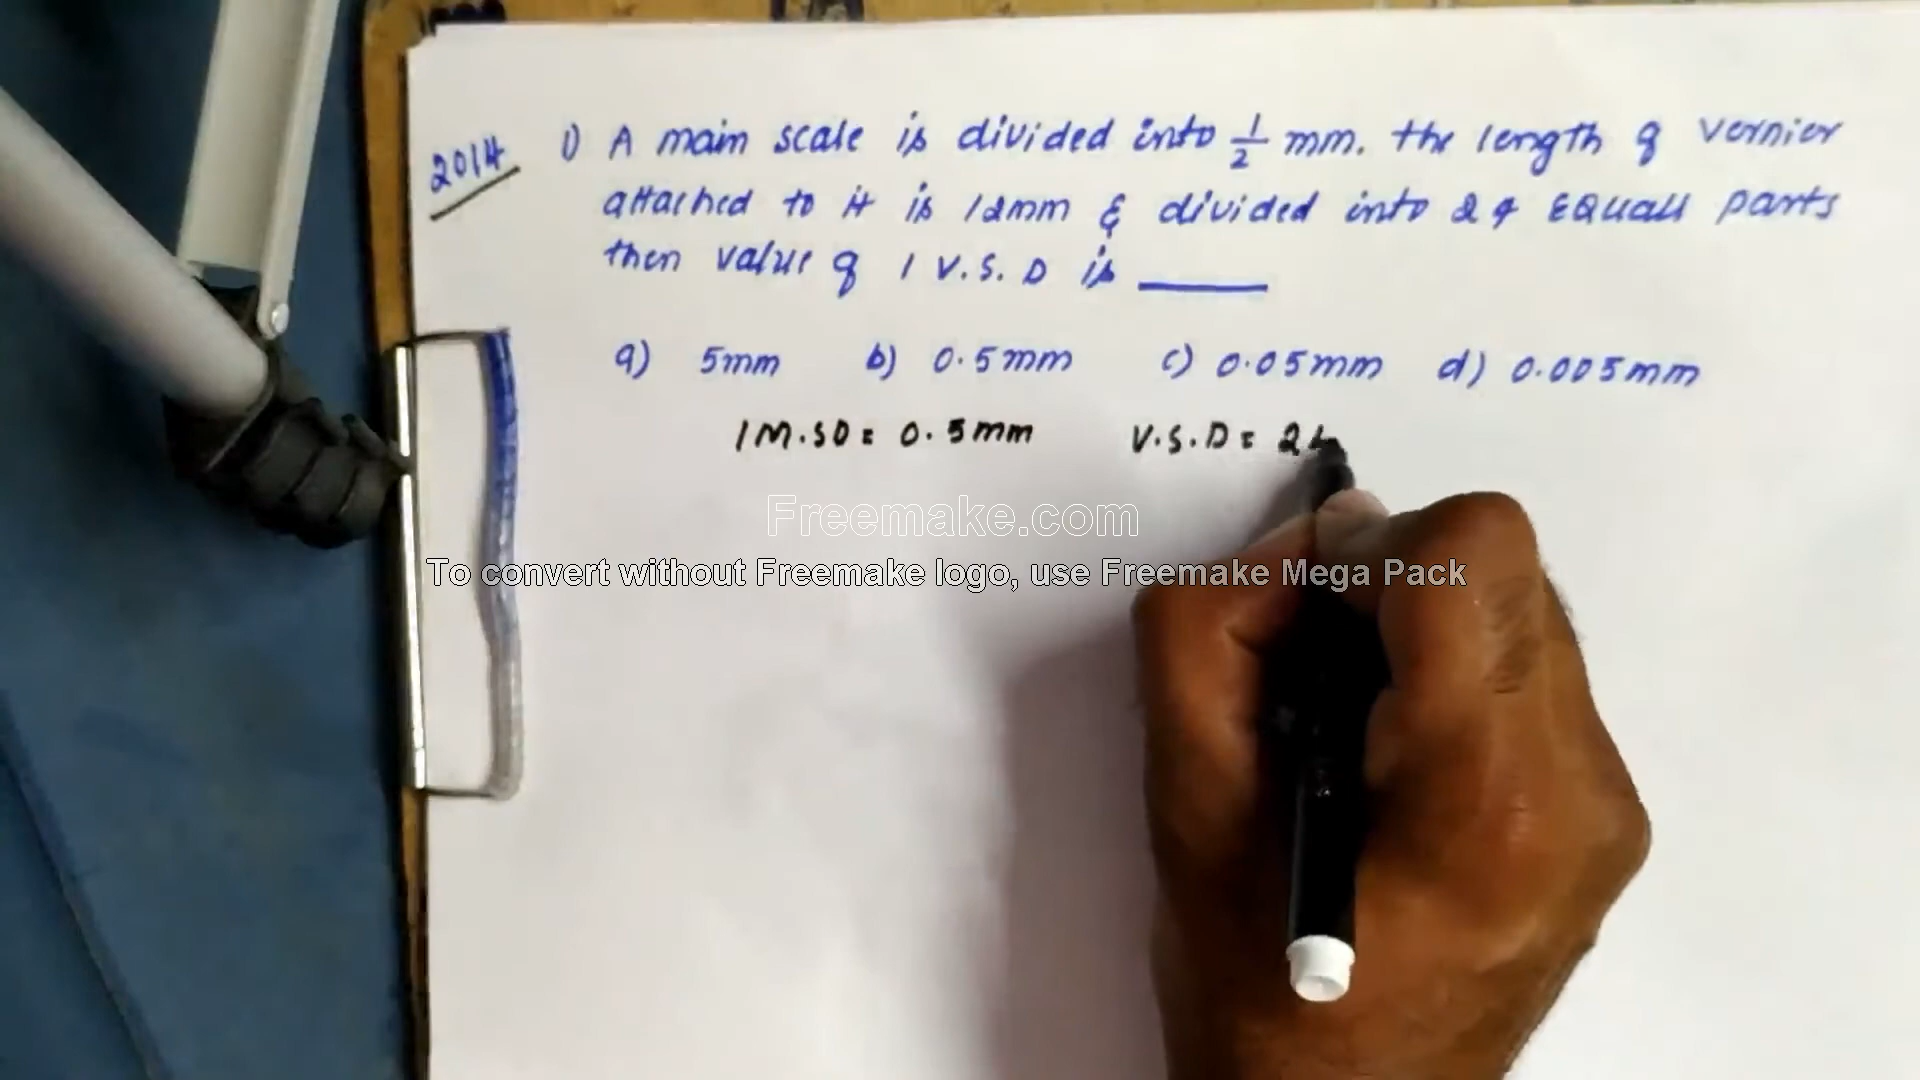 2014
1) A main scale is divided into 1/2 mm. The length of Vernier
attached to it is 12mm & divided into 24 EQuall parts
then value of 1 V.S.D is ______
a) 5mm b) 0.5mm c) 0.05mm d) 0.005mm
1M.SD= 0.5mm V.S.D= 24
Freemake.com
To convert without Freemake logo, use Freemake Mega Pack